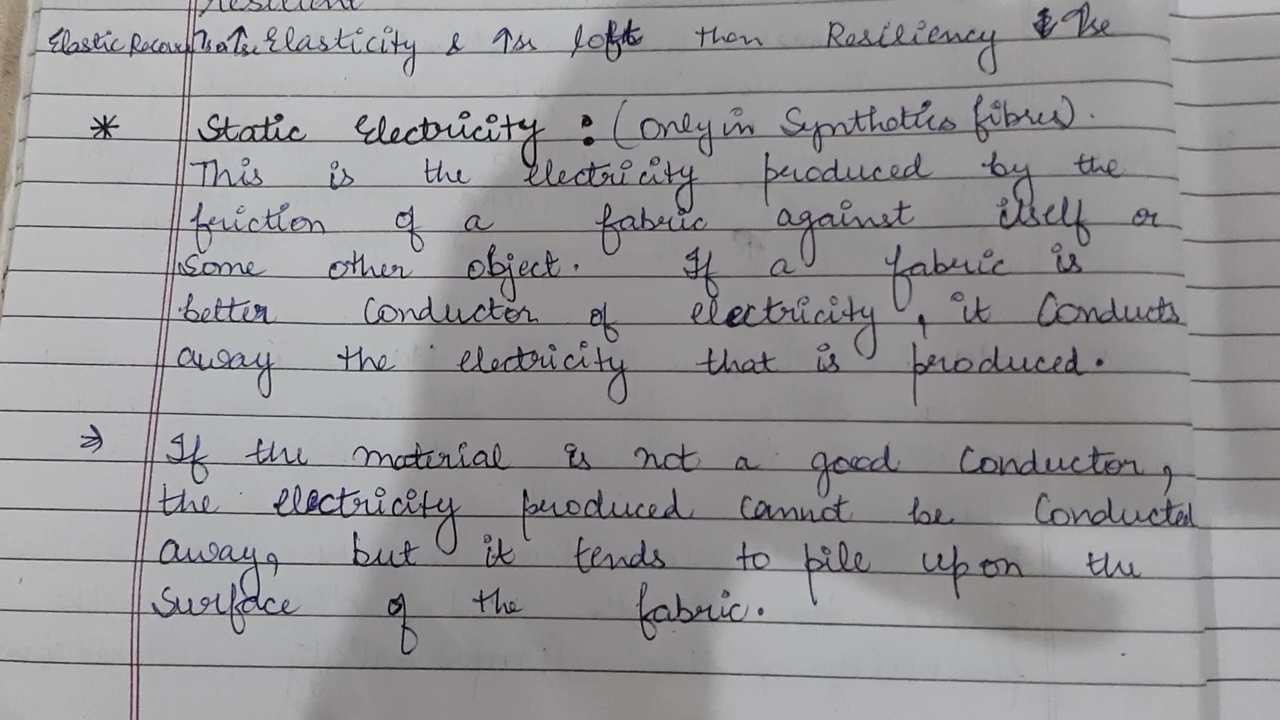 Elasticity & ↑se loft then Resiliency ↑se
* Static Electricity : (only in Synthetic fibres).
This is the electricity produced by the
friction of a fabric against itself or
some other object. If a fabric is
better conductor of electricity, it conducts
away the electricity that is produced.
⇒ If the material is not a good conductor,
the electricity produced cannot be conducted
away, but it tends to pile up on the
surface of the fabric.